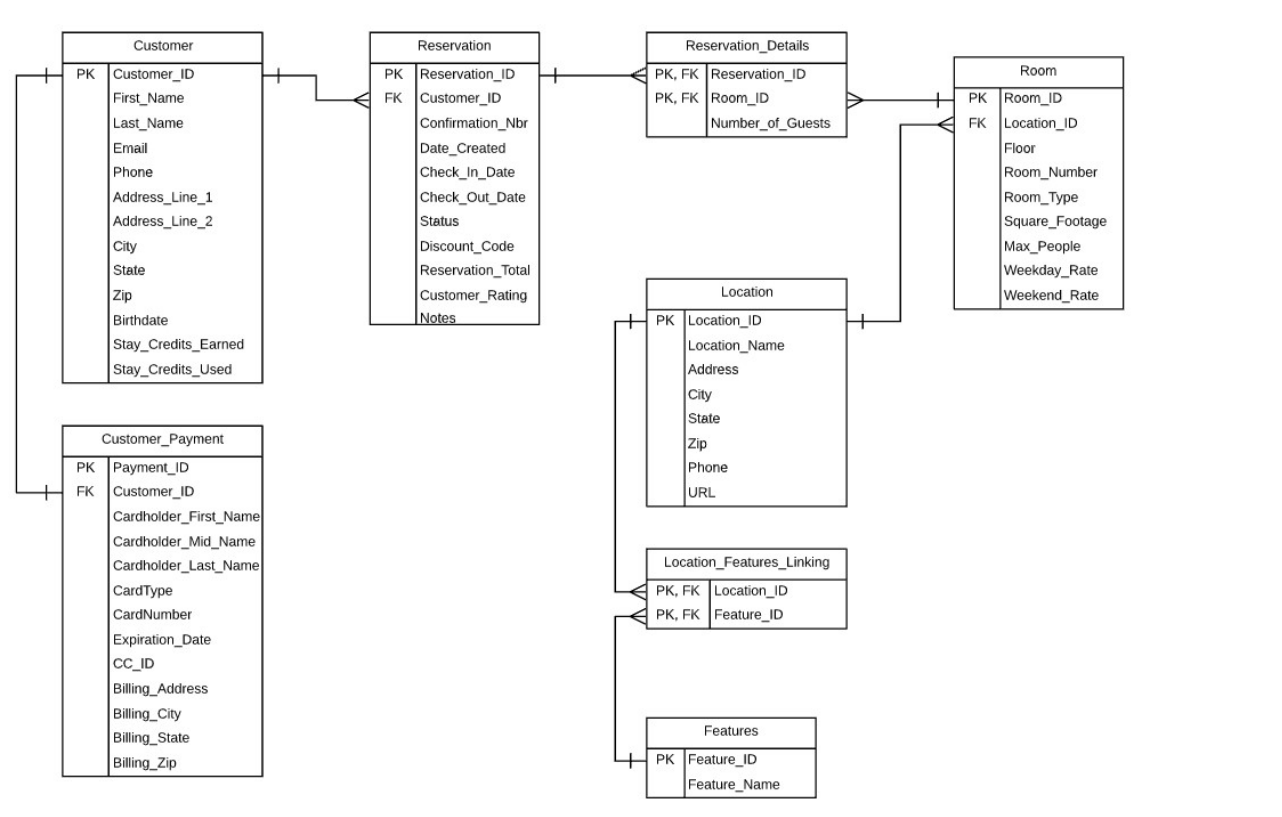 Customer
PK Customer_ID
First_Name
Last_Name
Email
Phone
Address_Line_1
Address_Line_2
City
State
Zip
Birthdate
Stay_Credits_Earned
Stay_Credits_Used
Customer_Payment
PK Payment_ID
FK Customer_ID
Cardholder_First_Name
Cardholder_Mid_Name
Cardholder_Last_Name
CardType
CardNumber
Expiration_Date
CC_ID
Billing_Address
Billing_City
Billing_State
Billing_Zip
Reservation
PK Reservation_ID
FK Customer_ID
Confirmation_Nbr
Date_Created
Check_In_Date
Check_Out_Date
Status
Discount_Code
Reservation_Total
Customer_Rating
Notes
Reservation_Details
PK, FK Reservation_ID
PK, FK Room_ID
Number_of_Guests
Room
PK Room_ID
FK Location_ID
Floor
Room_Number
Room_Type
Square_Footage
Max_People
Weekday_Rate
Weekend_Rate
Location
PK Location_ID
Location_Name
Address
City
State
Zip
Phone
URL
Location_Features_Linking
PK, FK Location_ID
PK, FK Feature_ID
Features
PK Feature_ID
Feature_Name